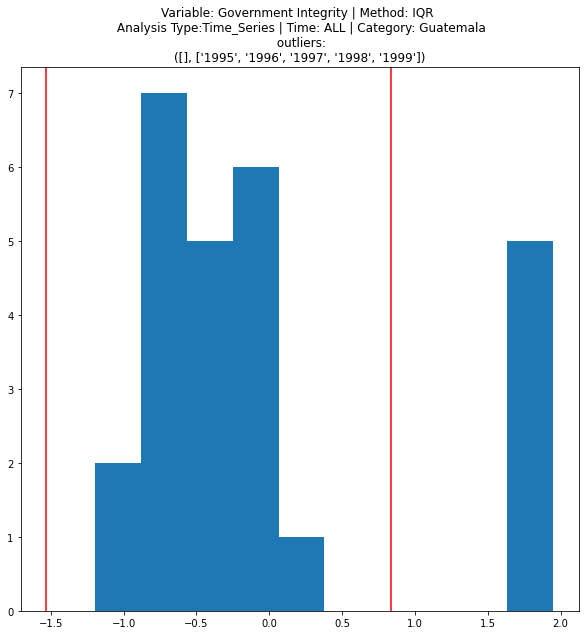 Variable: Government Integrity | Method: IQR
Analysis Type:Time_Series | Time: ALL | Category: Guatemala
outliers:
([], ['1995', '1996', '1997', '1998', '1999'])
7
6
5
4
3
2
1
0
−1.5 −1.0 −0.5 0.0 0.5 1.0 1.5 2.0